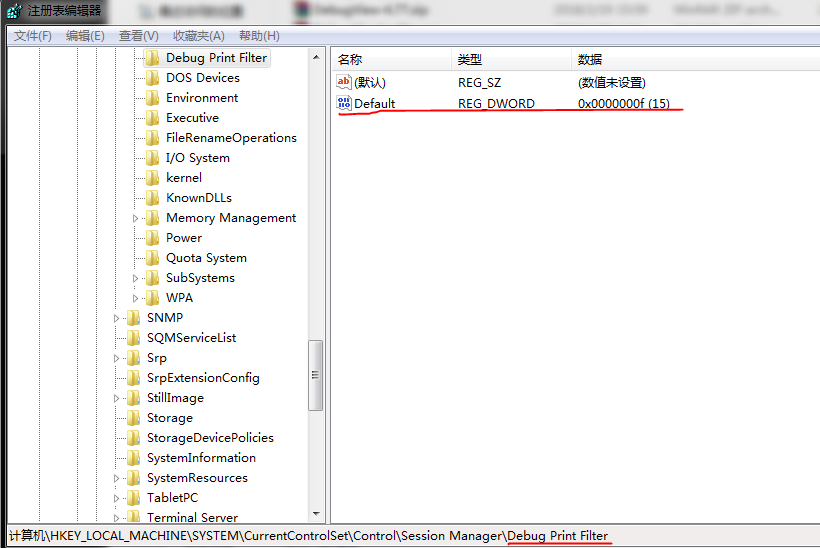 注册表编辑器
文件(F) 编辑(E) 查看(V) 收藏夹(A) 帮助(H)
Debug Print Filter
DOS Devices
Environment
Executive
FileRenameOperations
I/O System
kernel
KnownDLLs
Memory Management
Power
Quota System
SubSystems
WPA
SNMP
SQMServiceList
Srp
SrpExtensionConfig
StillImage
Storage
StorageDevicePolicies
SystemInformation
SystemResources
TabletPC
Terminal Server
名称 类型 数据
(默认) REG_SZ (数值未设置)
Default REG_DWORD 0x0000000f (15)
计算机\HKEY_LOCAL_MACHINE\SYSTEM\CurrentControlSet\Control\Session Manager\Debug Print Filter